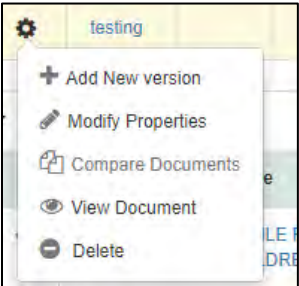 testing
Add New version
Modify Properties
Compare Documents
e
View Document
Delete